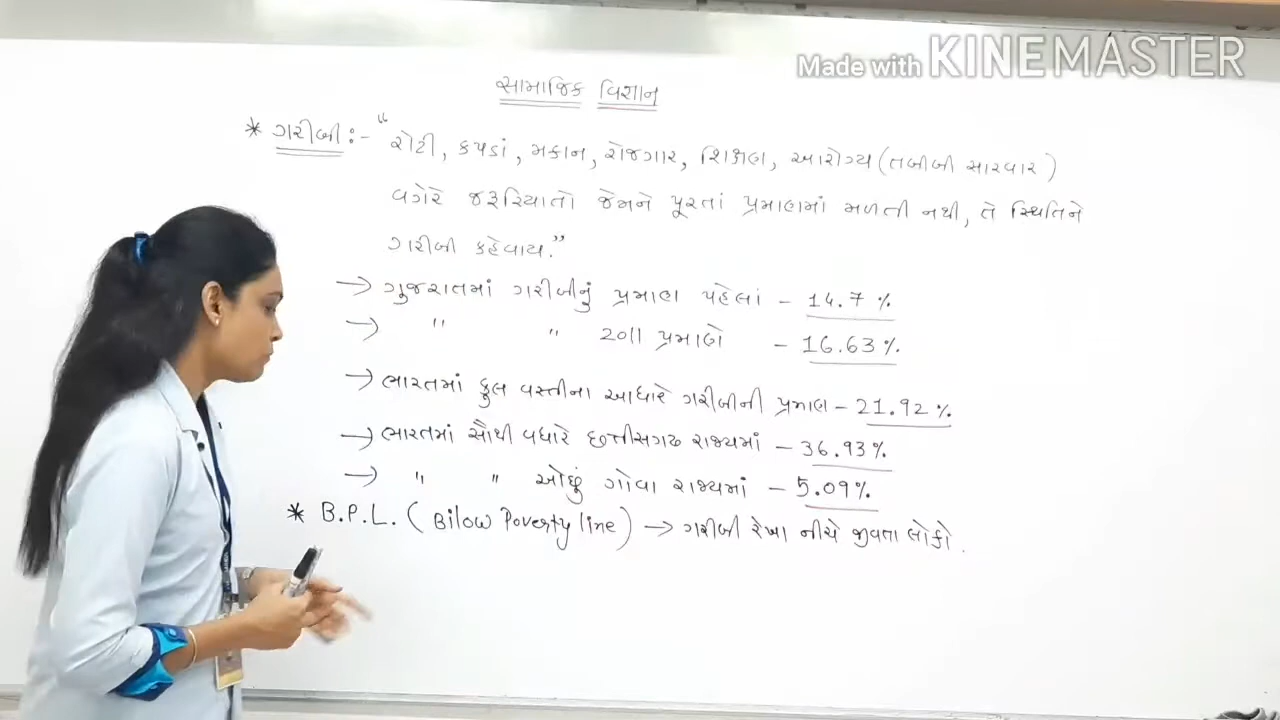 Made with KINEMASTER
સામાજિક વિજ્ઞાન
* ગરીબી :- " રોટી, કપડાં, મકાન, રોજગાર, શિક્ષણ, આરોગ્ય (તબીબી સારવાર)
વગેરે જરૂરિયાતો જેમને પૂરતાં પ્રમાણમાં મળતી નથી, તે સ્થિતિને
ગરીબી કહેવાય."
→ ગુજરાતમાં ગરીબીનું પ્રમાણ પહેલાં - 14.7 %
→ " " 2011 પ્રમાણે - 16.63%.
→ ભારતમાં કુલ વસ્તીના આધારે ગરીબીની પ્રમાણ - 21.92 %
→ ભારતમાં સૌથી વધારે છત્તીસગઢ રાજ્યમાં - 36.93%
→ " " ઓછું ગોવા રાજ્યમાં - 5.09%
* B.P.L. (Bilow Poverty line) → ગરીબી રેખા નીચે જીવતા લોકો.